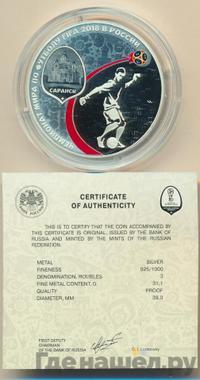 ЧЕМПИОНАТ МИРА ПО ФУТБОЛУ FIFA 2018 В РОССИИ
САРАНСК
CERTIFICATE
OF AUTHENTICITY
THIS IS TO CERTIFY THAT THE COIN ACCOMPANIED
BY THIS CERTIFICATE IS ORIGINAL, ISSUED BY THE BANK OF
RUSSIA AND MINTED BY THE MINTS OF THE RUSSIAN
FEDERATION.
METAL SILVER
FINENESS 925/1000
DENOMINATION, ROUBLES 3
FINE METAL CONTENT, G 31,1
QUALITY PROOF
DIAMETER, MM 39,0
FIRST DEPUTY
CHAIRMAN
OF THE BANK OF RUSSIA
Где нашел.ру